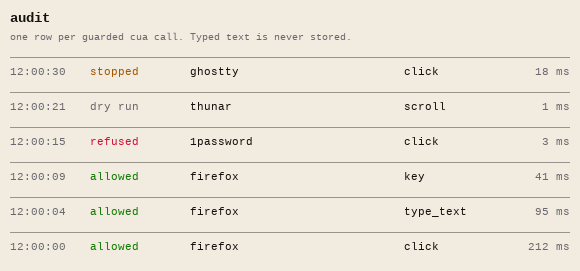 audit
one row per guarded cua call. Typed text is never stored.
12:00:30 stopped ghostty click 18 ms
12:00:21 dry run thunar scroll 1 ms
12:00:15 refused 1password click 3 ms
12:00:09 allowed firefox key 41 ms
12:00:04 allowed firefox type_text 95 ms
12:00:00 allowed firefox click 212 ms